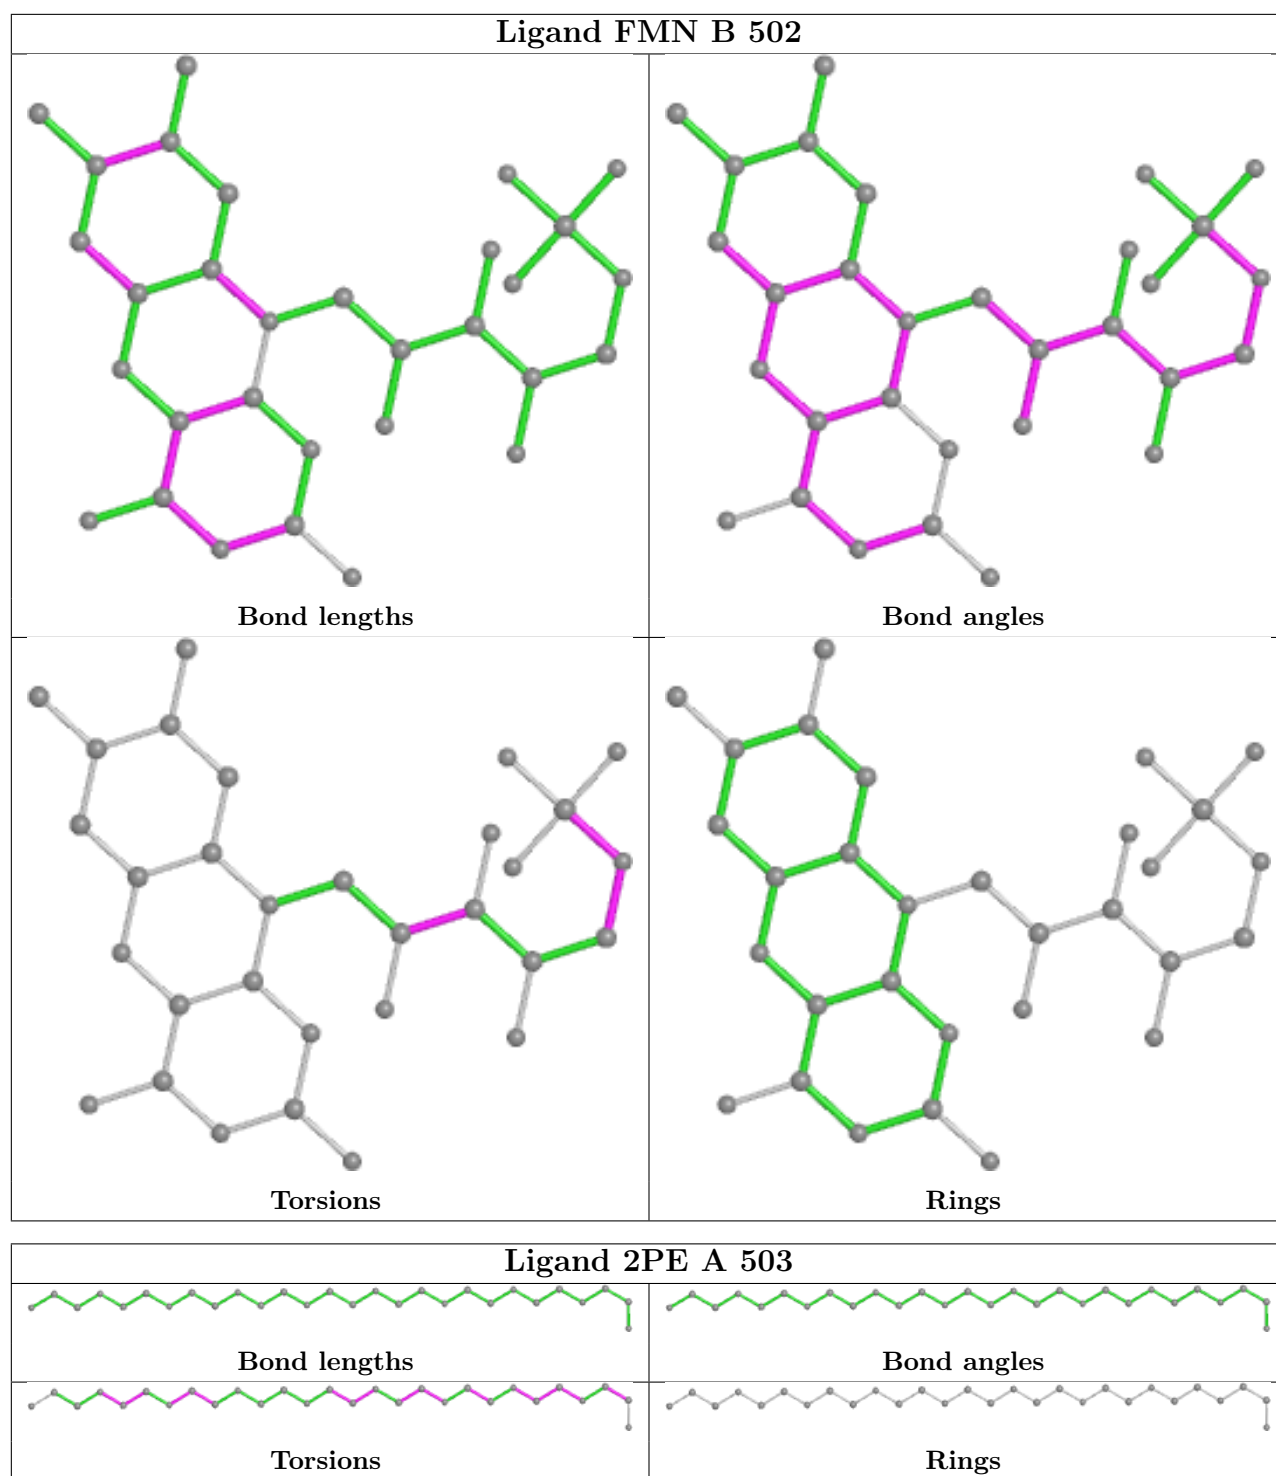 Ligand FMN B 502
Bond lengths
Bond angles
Torsions
Rings
Ligand 2PE A 503
Bond lengths
Bond angles
Torsions
Rings